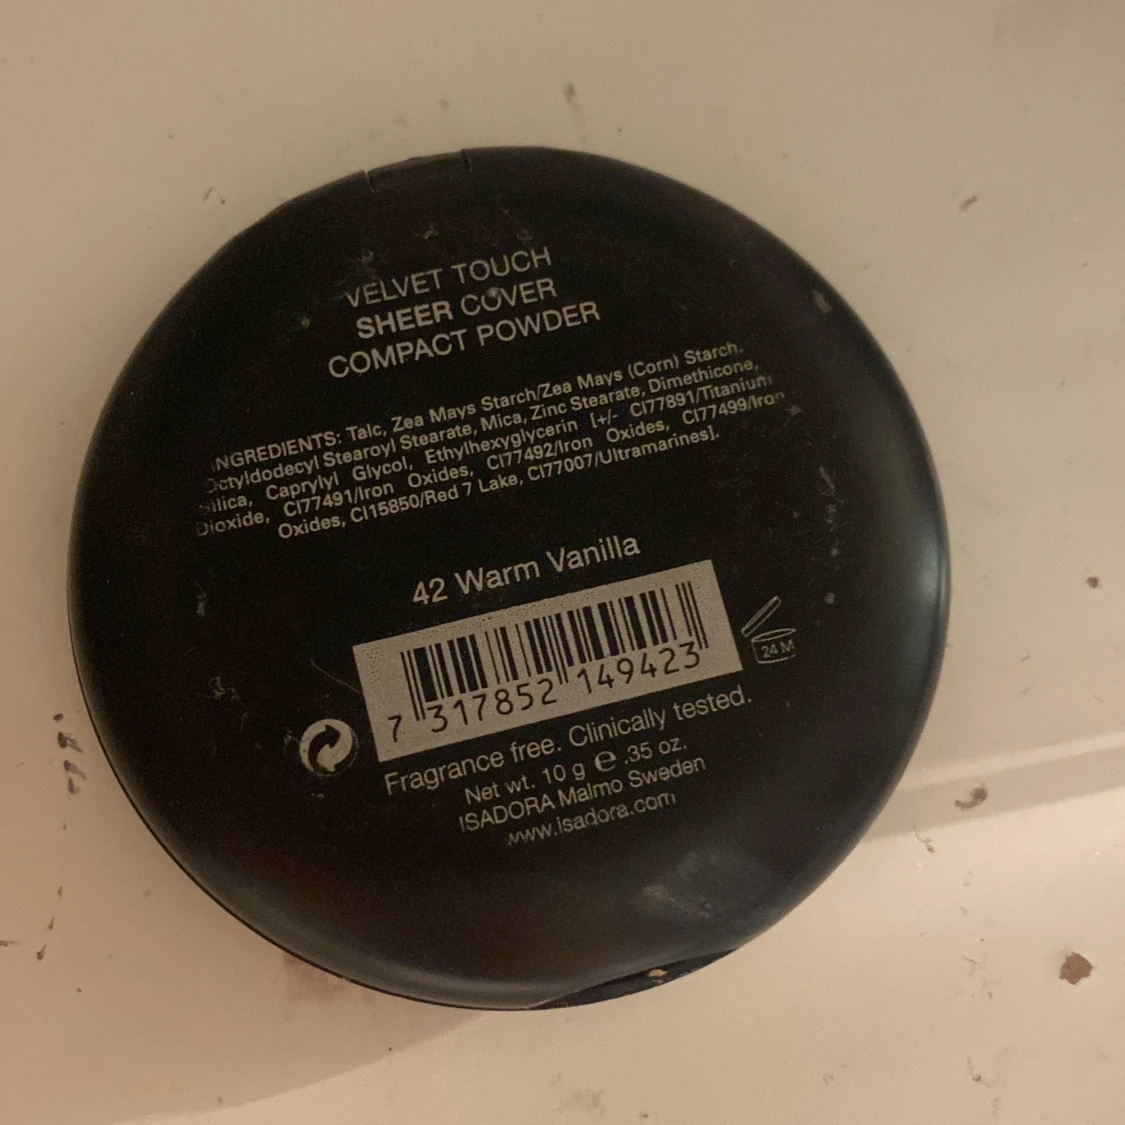 VELVET TOUCH
SHEER COVER
COMPACT POWDER
INGREDIENTS: Talc, Zea Mays Starch/Zea Mays (Corn) Starch,
Octyldodecyl Stearoyl Stearate, Mica, Zinc Stearate, Dimethicone,
Silica, Caprylyl Glycol, Ethylhexyglycerin [+/- CI77891/Titanium
Dioxide, CI77491/Iron Oxides, CI77492/Iron Oxides, CI77499/Iron
Oxides, CI15850/Red 7 Lake, CI77007/Ultramarines].
42 Warm Vanilla
7 317852 149423
24 M
Fragrance free. Clinically tested.
Net wt. 10 g e .35 oz.
ISADORA Malmo Sweden
www.isadora.com